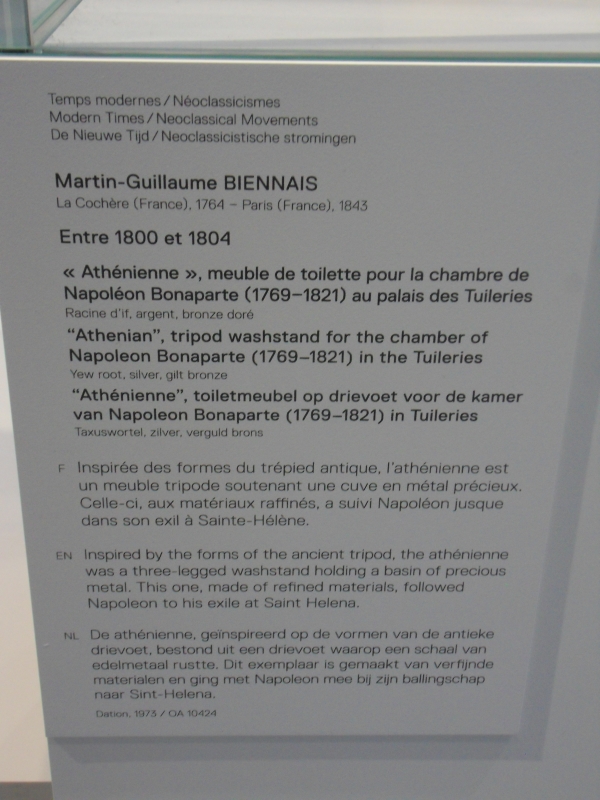 Temps modernes / Néoclassicismes
Modern Times / Neoclassical Movements
De Nieuwe Tijd / Neoclassicistische stromingen
Martin-Guillaume BIENNAIS
La Cochère (France), 1764 – Paris (France), 1843
Entre 1800 et 1804
« Athénienne », meuble de toilette pour la chambre de
Napoléon Bonaparte (1769–1821) au palais des Tuileries
Racine d'if, argent, bronze doré
“Athenian”, tripod washstand for the chamber of
Napoleon Bonaparte (1769–1821) in the Tuileries
Yew root, silver, gilt bronze
“Athénienne”, toiletmeubel op drievoet voor de kamer
van Napoleon Bonaparte (1769–1821) in Tuileries
Taxuswortel, zilver, verguld brons
F Inspirée des formes du trépied antique, l'athénienne est
un meuble tripode soutenant une cuve en métal précieux.
Celle-ci, aux matériaux raffinés, a suivi Napoléon jusque
dans son exil à Sainte-Hélène.
EN Inspired by the forms of the ancient tripod, the athénienne
was a three-legged washstand holding a basin of precious
metal. This one, made of refined materials, followed
Napoleon to his exile at Saint Helena.
NL De athénienne, geïnspireerd op de vormen van de antieke
drievoet, bestond uit een drievoet waarop een schaal van
edelmetaal rustte. Dit exemplaar is gemaakt van verfijnde
materialen en ging met Napoleon mee bij zijn ballingschap
naar Sint-Helena.
Dation, 1973 / OA 10424